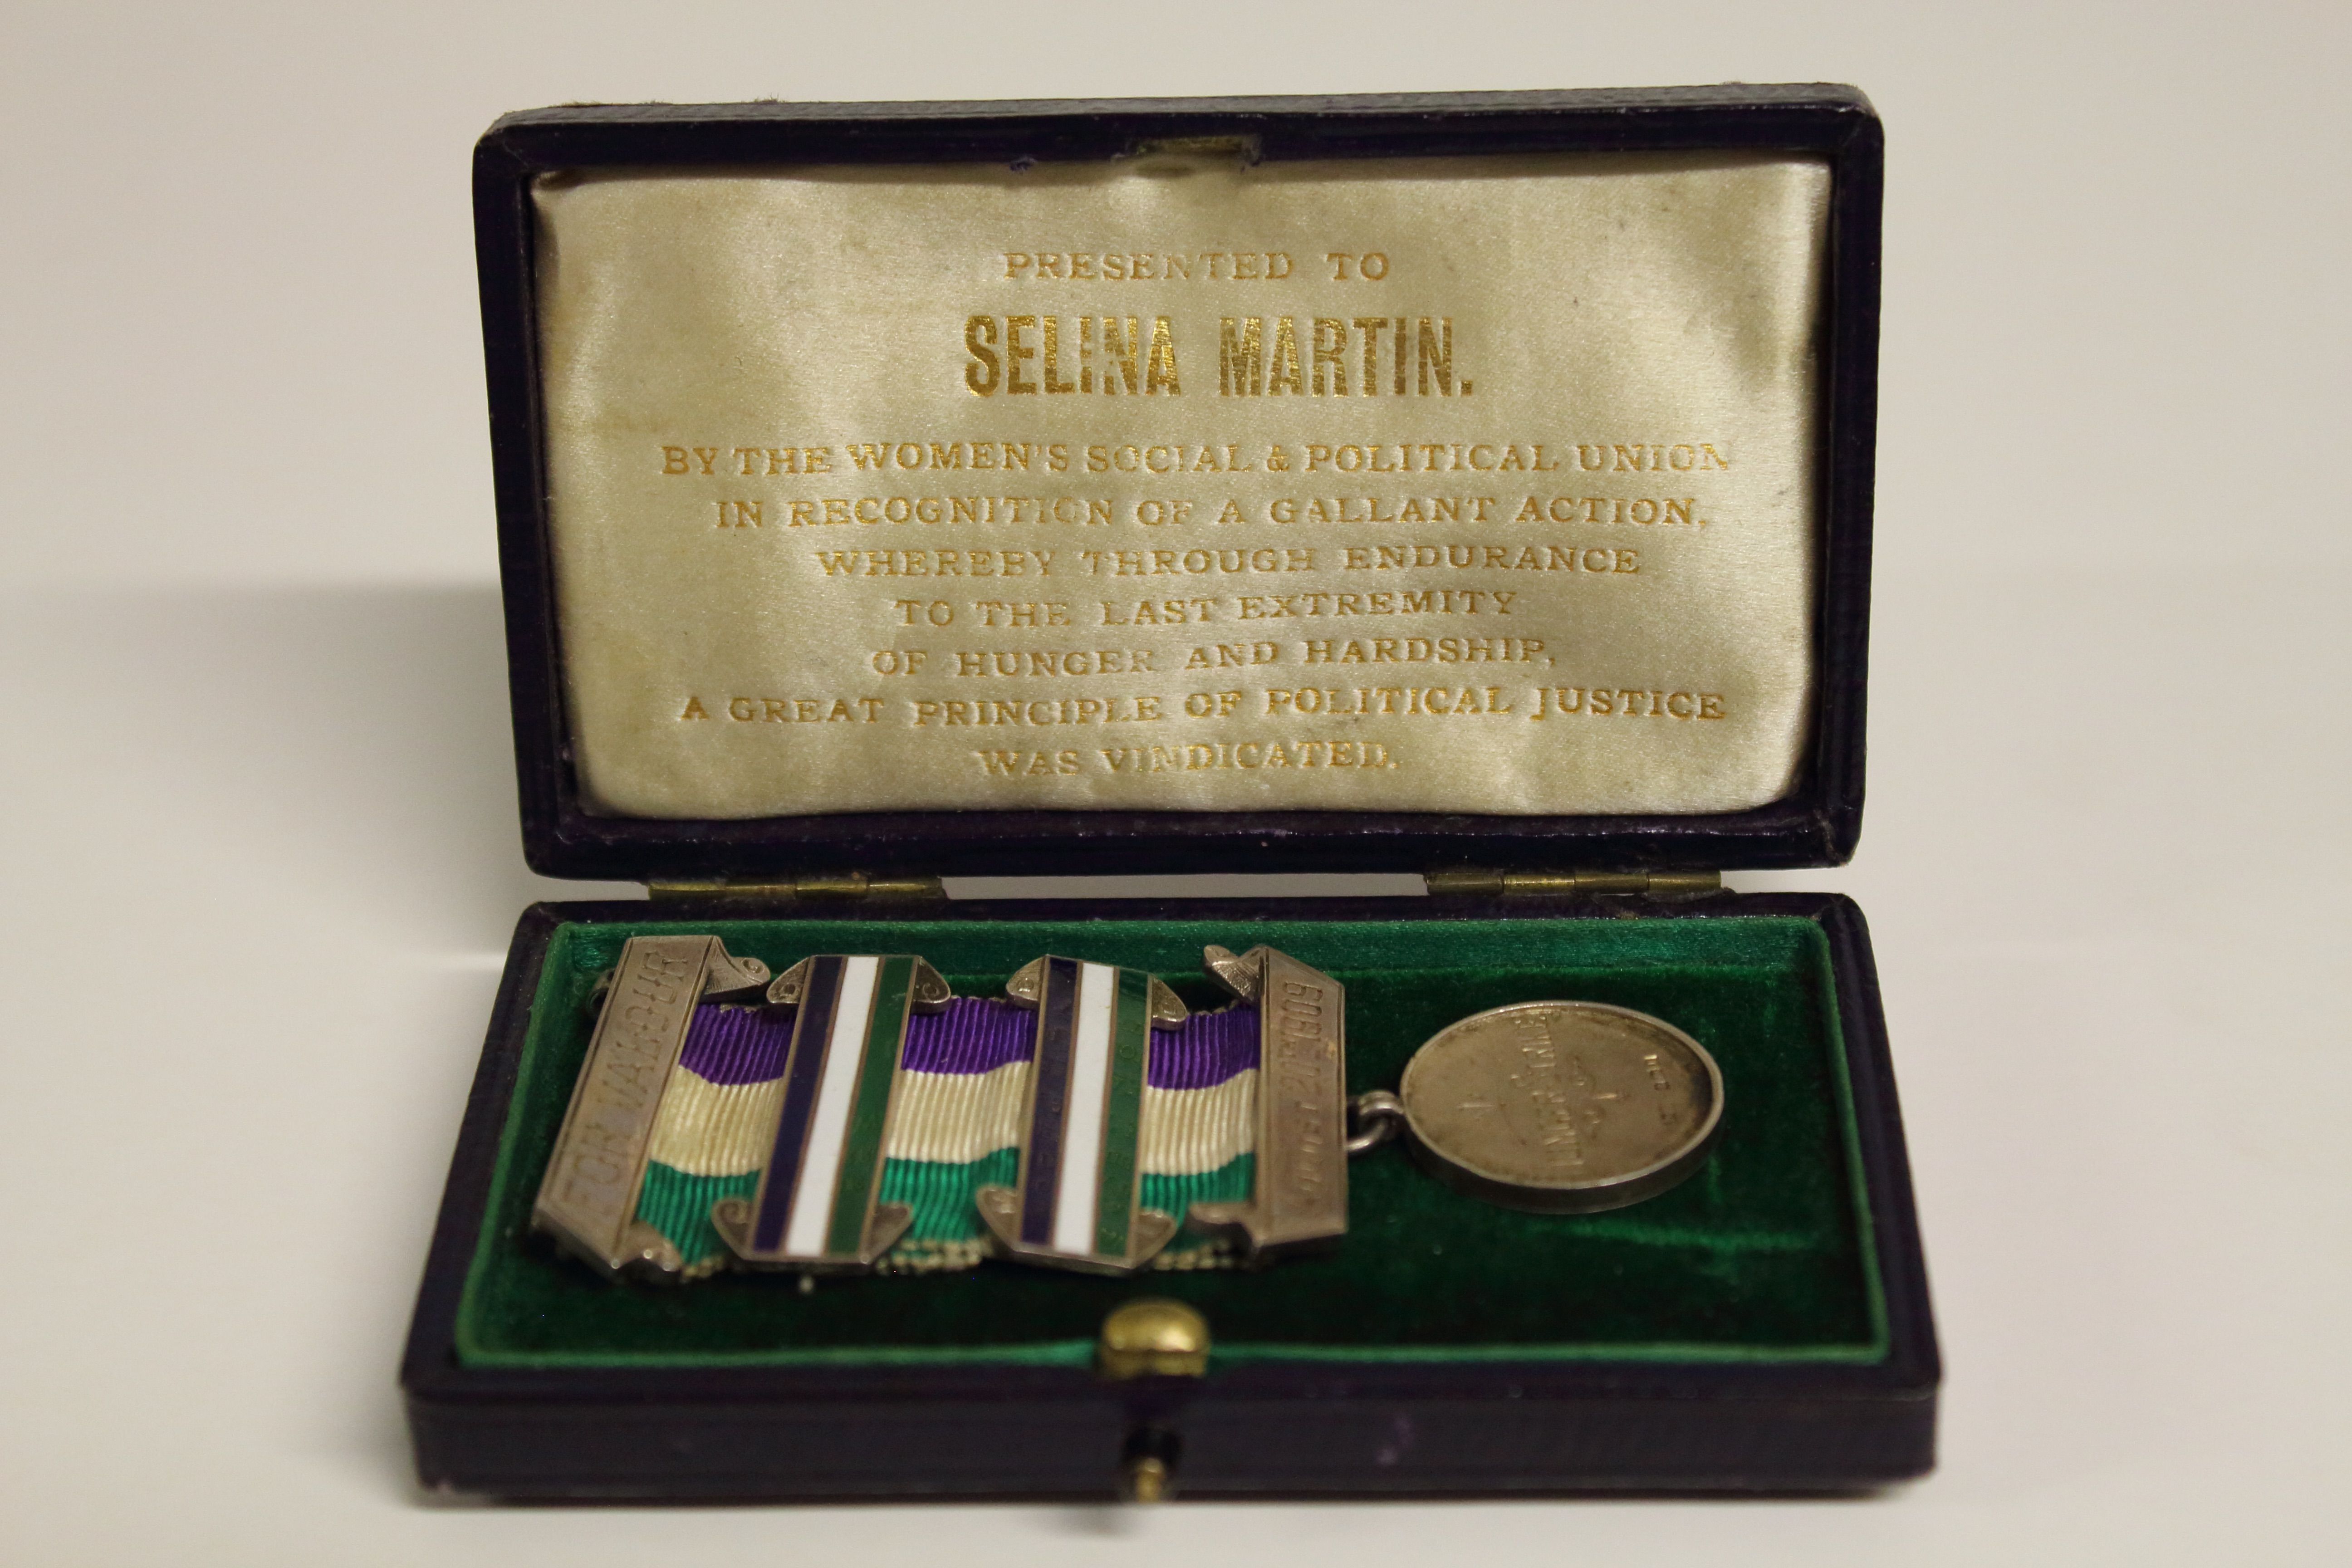 PRESENTED TO
SELINA MARTIN.
BY THE WOMEN'S SOCIAL & POLITICAL UNION
IN RECOGNITION OF A GALLANT ACTION,
WHEREBY THROUGH ENDURANCE
TO THE LAST EXTREMITY
OF HUNGER AND HARDSHIP,
A GREAT PRINCIPLE OF POLITICAL JUSTICE
WAS VINDICATED.
FOR VALOUR
1909
HUNGER STRIKE